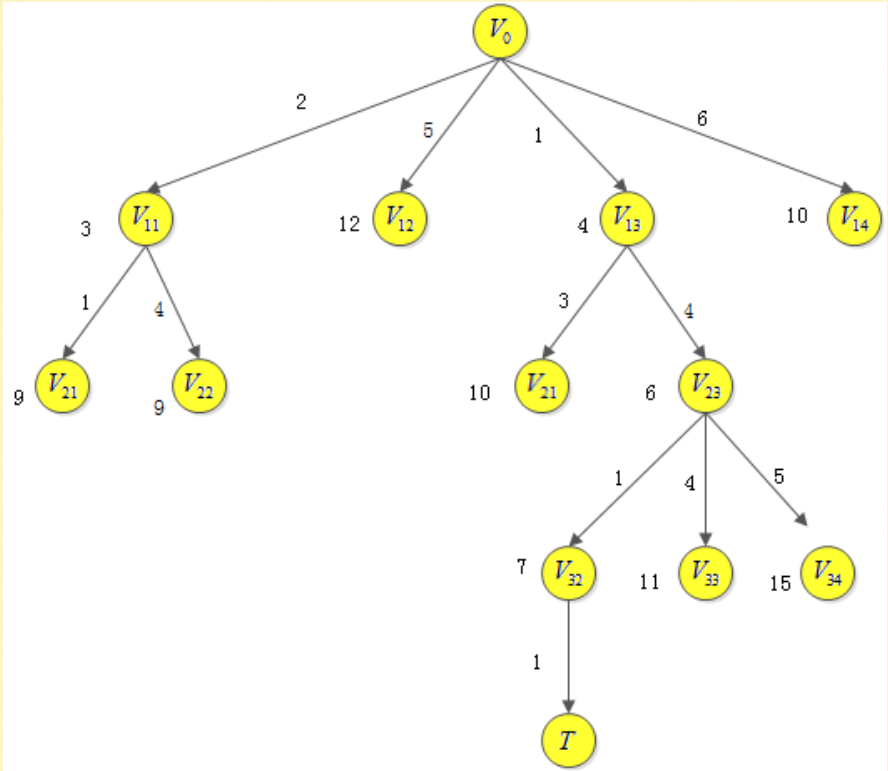 V₀
2
5
1
6
3 V₁₁
12 V₁₂
4 V₁₃
10 V₁₄
1
4
3
4
9 V₂₁
9 V₂₂
10 V₂₁
6 V₂₃
1
4
5
7 V₃₂
11 V₃₃
15 V₃₄
1
T